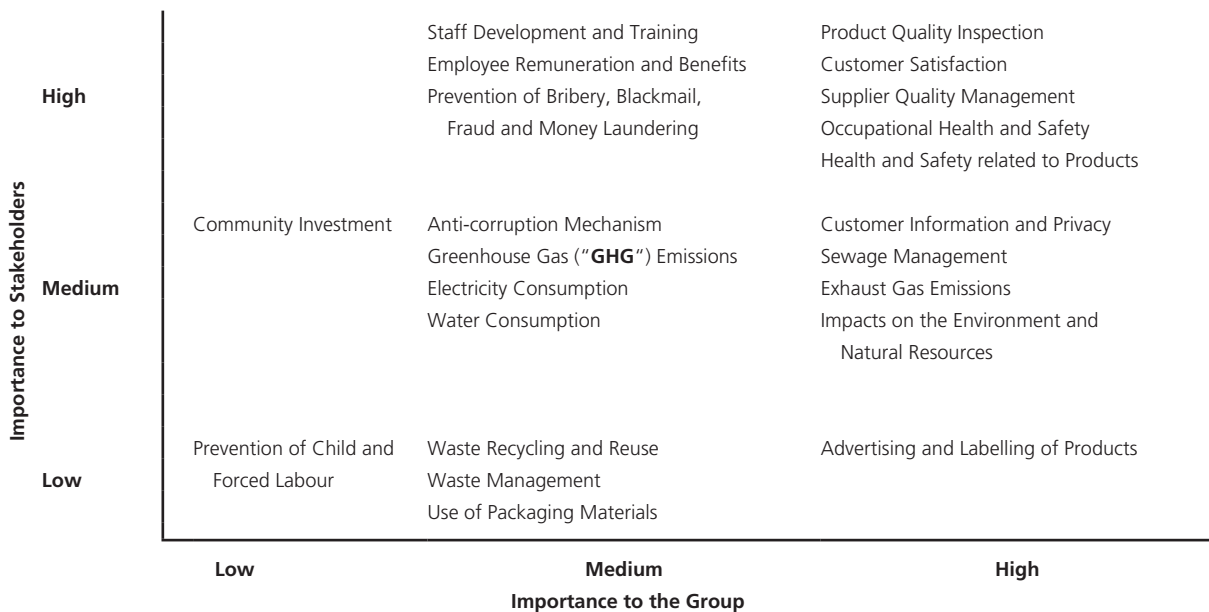 Staff Development and Training
Product Quality Inspection
Employee Remuneration and Benefits
Customer Satisfaction
High
Prevention of Bribery, Blackmail,
Supplier Quality Management
Fraud and Money Laundering
Occupational Health and Safety
Health and Safety related to Products
Importance to Stakeholders
Community Investment
Anti-corruption Mechanism
Customer Information and Privacy
Greenhouse Gas (“GHG”) Emissions
Sewage Management
Medium
Electricity Consumption
Exhaust Gas Emissions
Water Consumption
Impacts on the Environment and
Natural Resources
Prevention of Child and
Waste Recycling and Reuse
Advertising and Labelling of Products
Low
Forced Labour
Waste Management
Use of Packaging Materials
Low
Medium
High
Importance to the Group